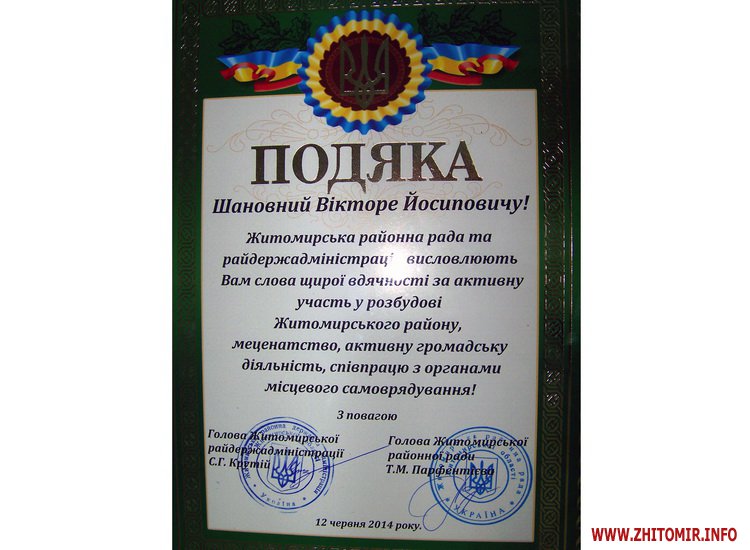 ПОДЯКА
Шановний Вікторе Йосиповичу!
Житомирська районна рада та
райдержадміністрації висловлюють
Вам слова щирої вдячності за активну
участь у розбудові
Житомирського району,
меценатство, активну громадську
діяльність, співпрацю з органами
місцевого самоврядування!
З повагою
Голова Житомирської
райдержадміністрації
С.Г. Крутій
Голова Житомирської
районної ради
Т.М. Парфентієва
УКРАЇНА
12 червня 2014 року.
WWW.ZHITOMIR.INFO